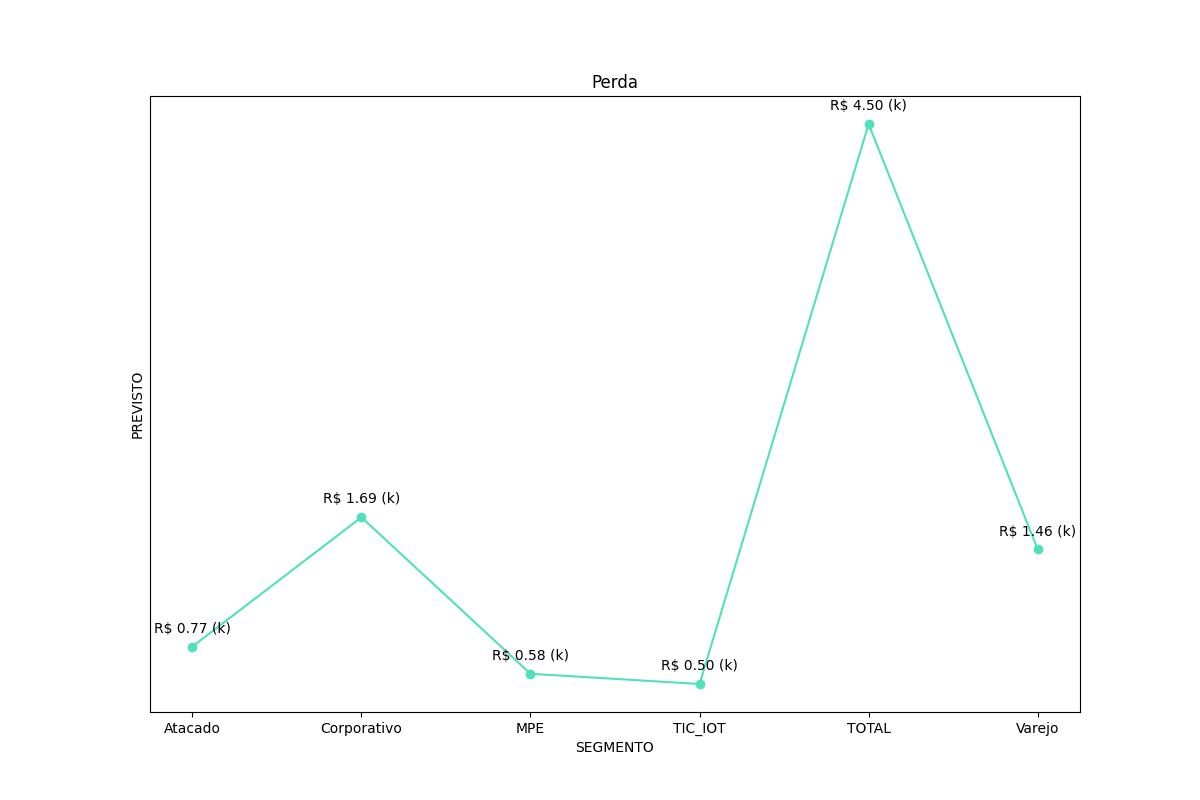 Perda
R$ 4.50 (k)
R$ 1.69 (k)
R$ 1.46 (k)
R$ 0.77 (k)
R$ 0.58 (k)
R$ 0.50 (k)
PREVISTO
Atacado Corporativo MPE TIC_IOT TOTAL Varejo
SEGMENTO